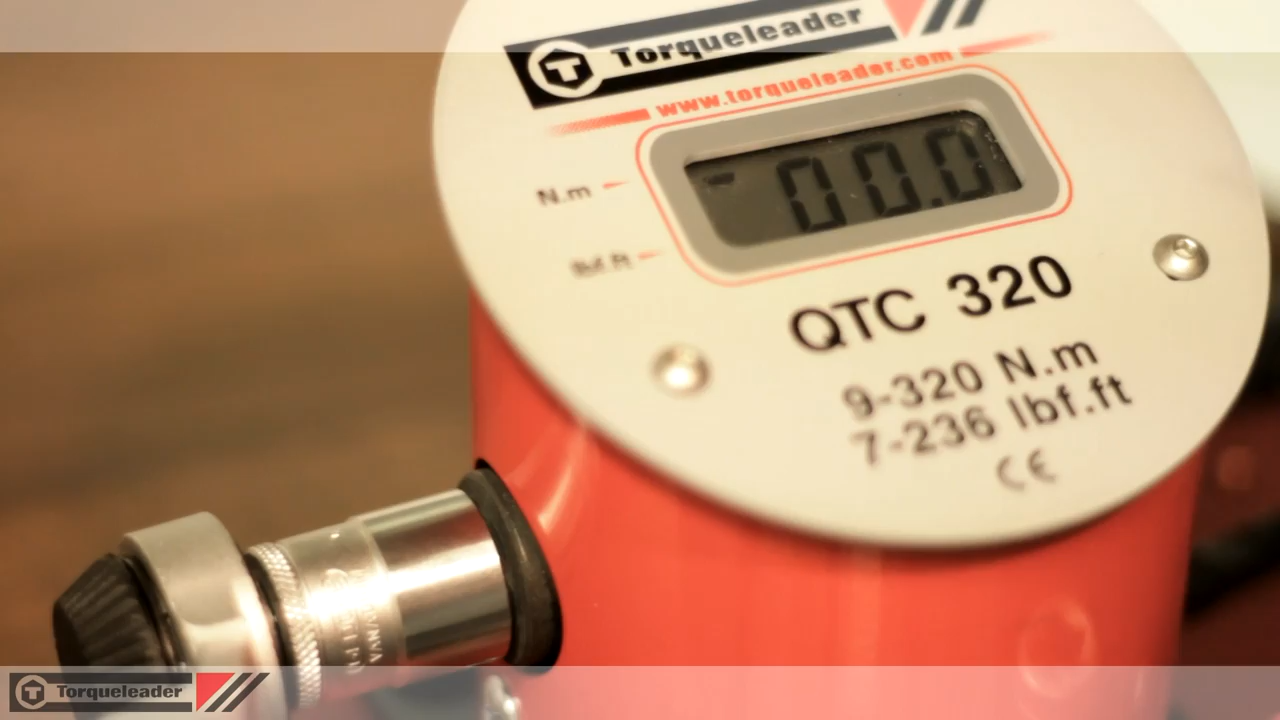 Torqueleader
www.torqueleader.com
N.m
- 00.0
lbf.ft
QTC 320
9-320 N.m
7-236 lbf.ft
CE
Torqueleader